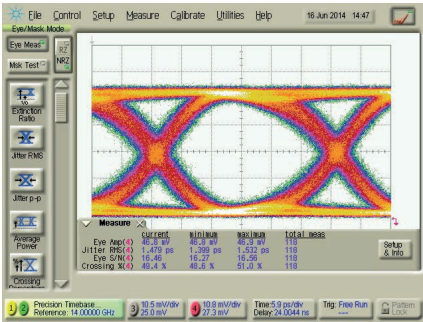 File Control Setup Measure Calibrate Utilities Help 16 Jun 2014 14:47
Eye/Mask Mode
Eye Meas
RZ
NRZ
Msk Test
Extinction
Ratio
Jitter RMS
Jitter p-p
Average
Power
Crossing
Measure
current minimum maximum total meas
Eye Amp(4) 46.8 mV 46.8 mV 46.9 mV 118
Jitter RMS(4) 1.479 ps 1.399 ps 1.532 ps 118
Eye S/N(4) 16.46 16.27 16.56 118
Crossing %(4) 49.4 % 48.6 % 51.0 % 118
Setup
& Info
1 2 Precision Timebase...
Reference: 14.00000 GHz
3 10.5 mV/div
25.0 mV
4 10.8 mV/div
27.3 mV
Time:5.9 ps/div
Delay:24.0044 ns
Trig: Free Run
----
Pattern
Lock